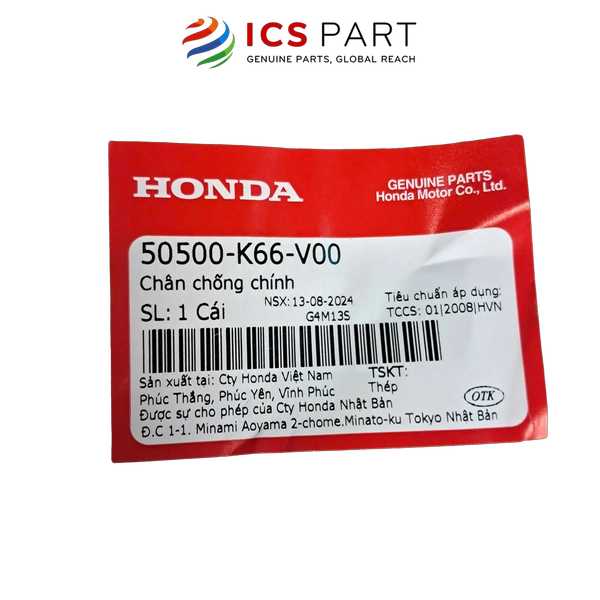 ICS PART
GENUINE PARTS, GLOBAL REACH
HONDA
GENUINE PARTS
Honda Motor Co., Ltd.
50500-K66-V00
Chân chống chính
SL: 1 Cái
NSX: 13-08-2024
G4M13S
Tiêu chuẩn áp dụng:
TCCS: 01|2008|HVN
Sản xuất tại: Cty Honda Việt Nam
TSKT:
Phúc Thắng, Phúc Yên, Vĩnh Phúc
Thép
Được sự cho phép của Cty Honda Nhật Bản
Đ.C 1-1. Minami Aoyama 2-chome.Minato-ku Tokyo Nhật Bản
OTK